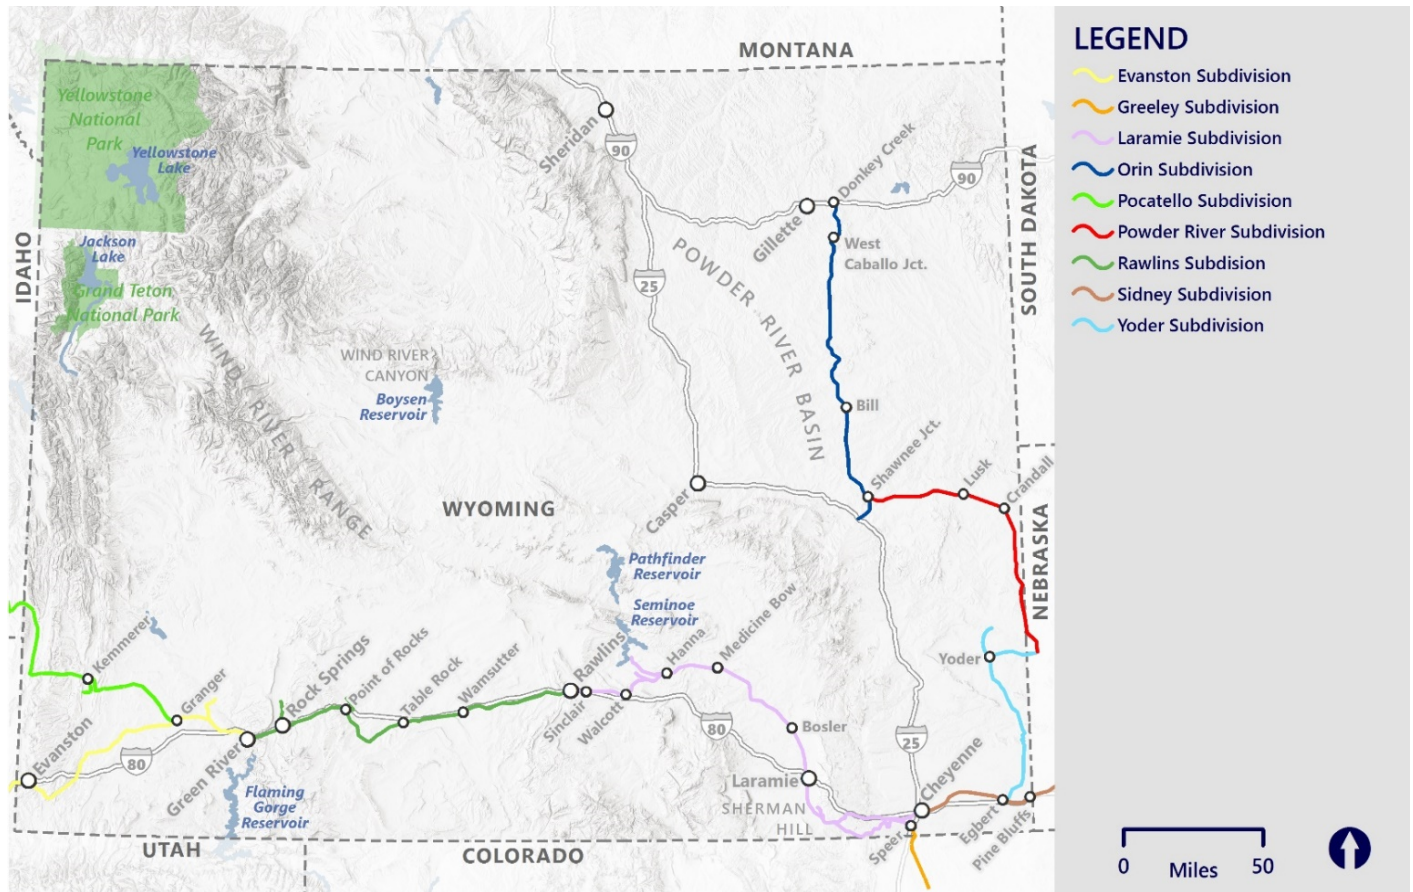 MONTANA
Yellowstone
National
Park
Yellowstone
Lake
Sheridan
90
Donkey Creek
90
IDAHO
Jackson
Lake
Grand Teton
National Park
Gillette
West
Caballo Jct.
SOUTH DAKOTA
25
POWDER RIVER BASIN
WIND RIVER RANGE
WIND RIVER
CANYON
Boysen
Reservoir
Bill
Shawnee Jct.
Lusk
Crandall
WYOMING
Casper
NEBRASKA
Pathfinder
Reservoir
Seminoe
Reservoir
Kemmerer
Granger
Rock Springs
Point of Rocks
Table Rock
Wamsutter
Rawlins
Sinclair
Walcott
Hanna
Medicine Bow
Yoder
Evanston
80
Green River
80
Bosler
25
Laramie
Cheyenne
Flaming
Gorge
Reservoir
SHERMAN
HILL
Speer
Egbert
Pine Bluffs
UTAH
COLORADO
LEGEND
Evanston Subdivision
Greeley Subdivision
Laramie Subdivision
Orin Subdivision
Pocatello Subdivision
Powder River Subdivision
Rawlins Subdision
Sidney Subdivision
Yoder Subdivision
0 50
Miles